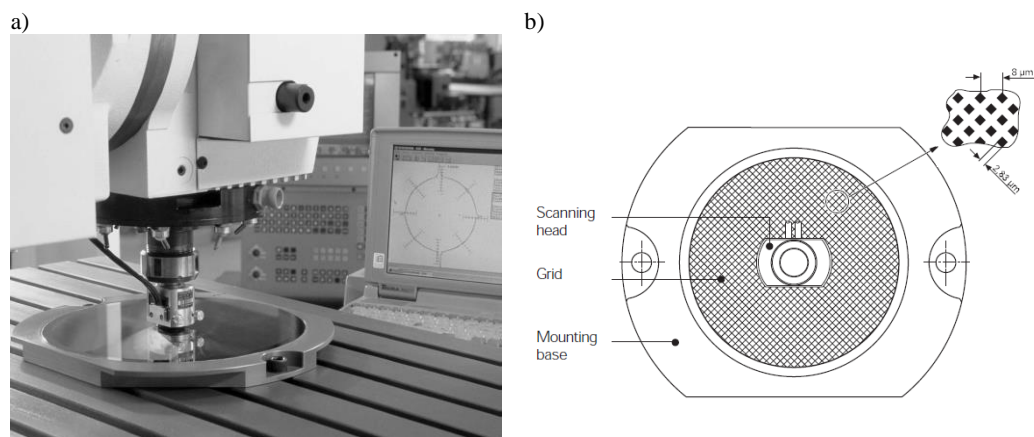 a)
b)
8 µm
2.83 µm
Scanning
head
Grid
Mounting
base